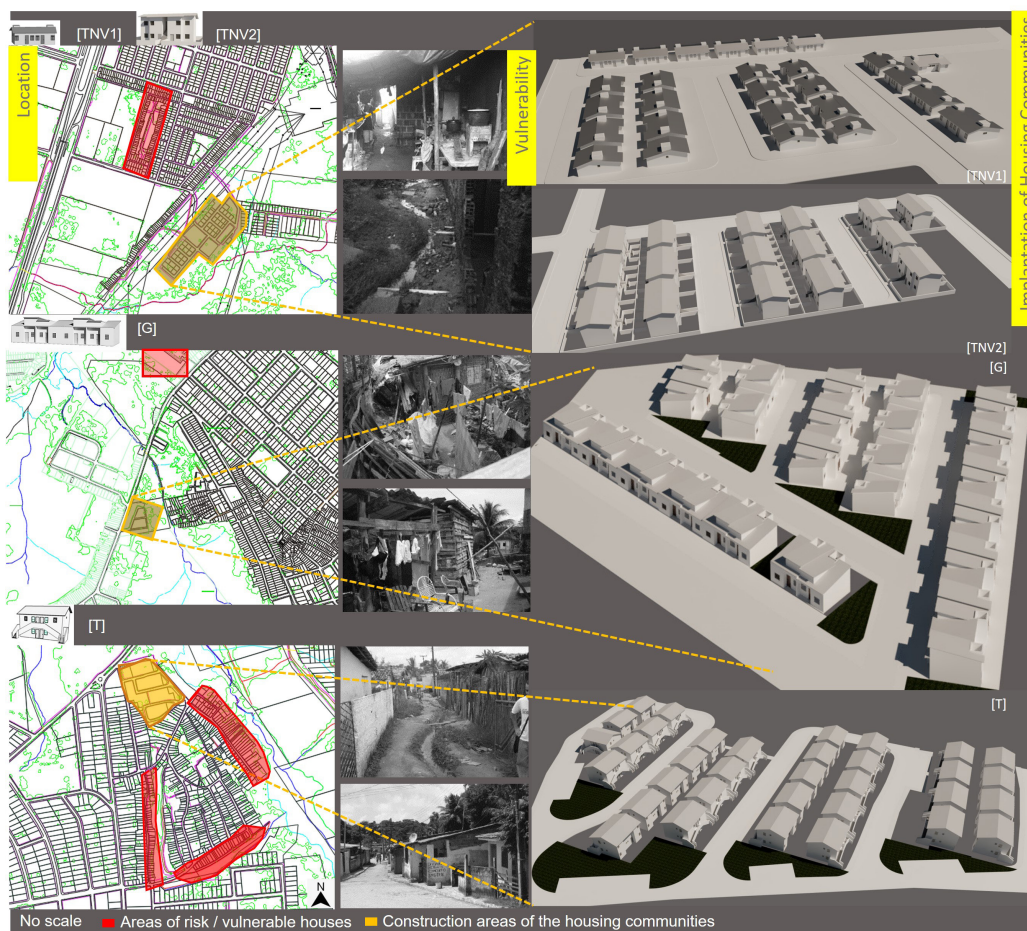 [TNV1]
[TNV2]
Location
Vulnerability
Implantation of Housing Communities
[TNV1]
[TNV2]
[G]
[G]
[T]
[T]
N
No scale
Areas of risk / vulnerable houses
Construction areas of the housing communities